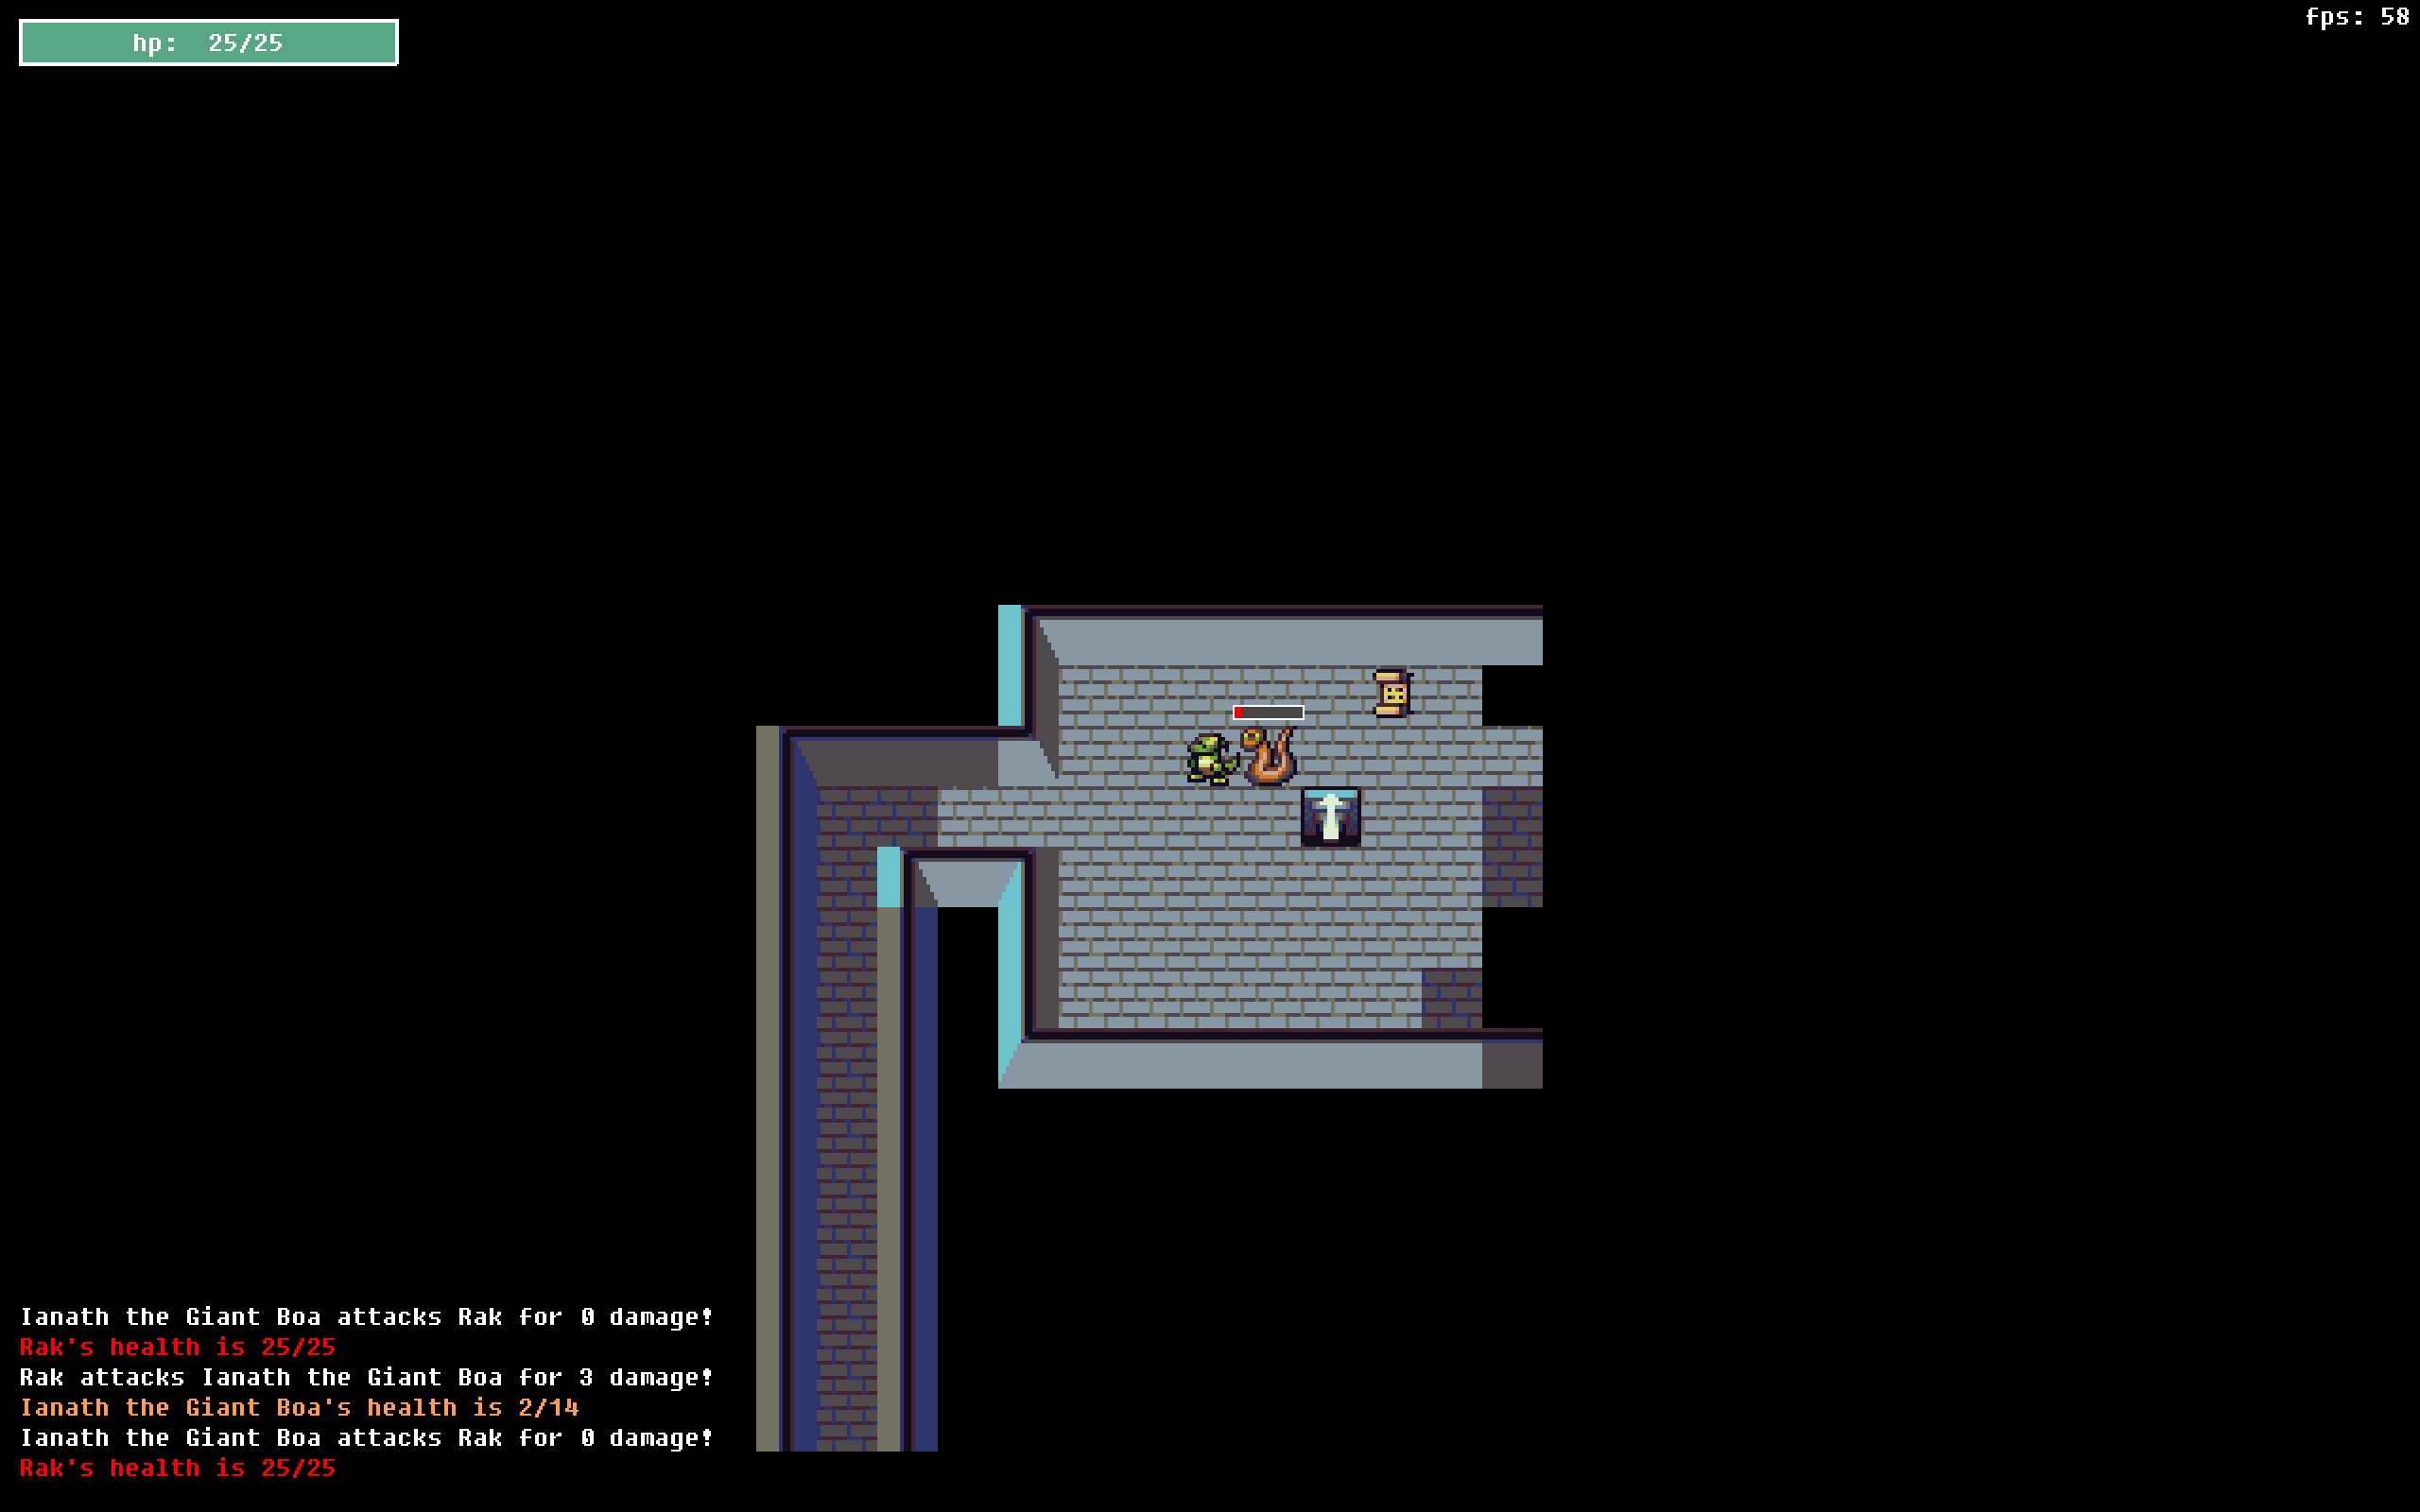 hp: 25/25
fps: 58
Ianath the Giant Boa attacks Rak for 0 damage!
Rak's health is 25/25
Rak attacks Ianath the Giant Boa for 3 damage!
Ianath the Giant Boa's health is 2/14
Ianath the Giant Boa attacks Rak for 0 damage!
Rak's health is 25/25